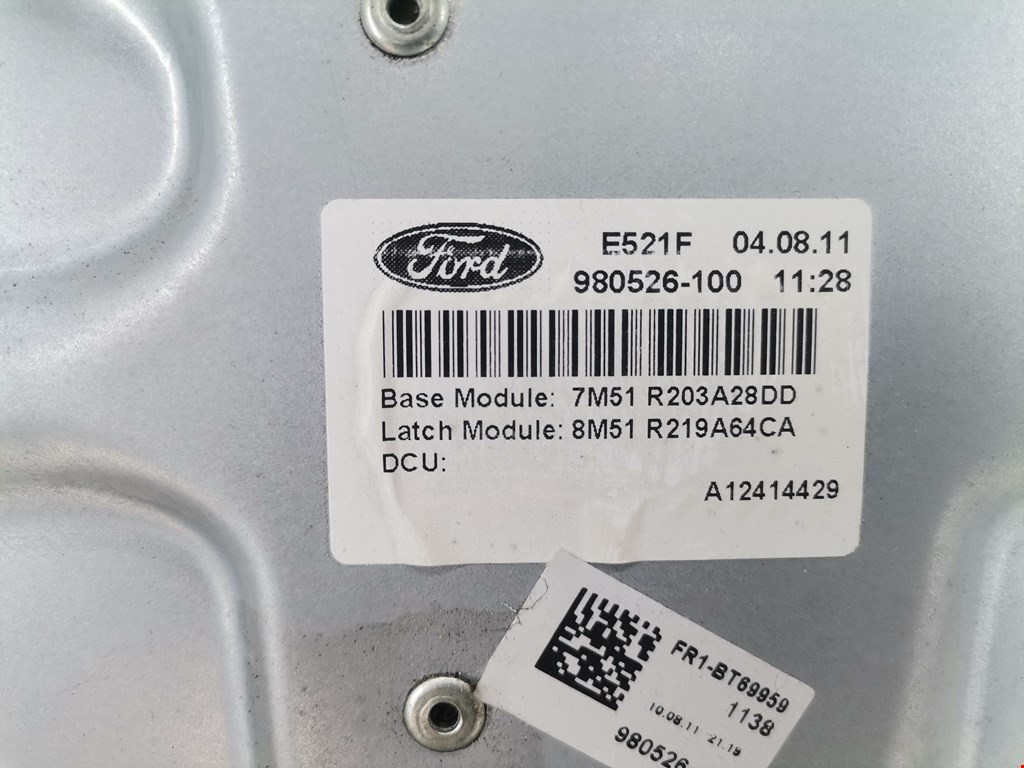 Ford
E521F 04.08.11
980526-100 11:28
Base Module: 7M51 R203A28DD
Latch Module: 8M51 R219A64CA
DCU:
A12414429
FR1-BT69959
1138
10.08.11 21.19
980526-